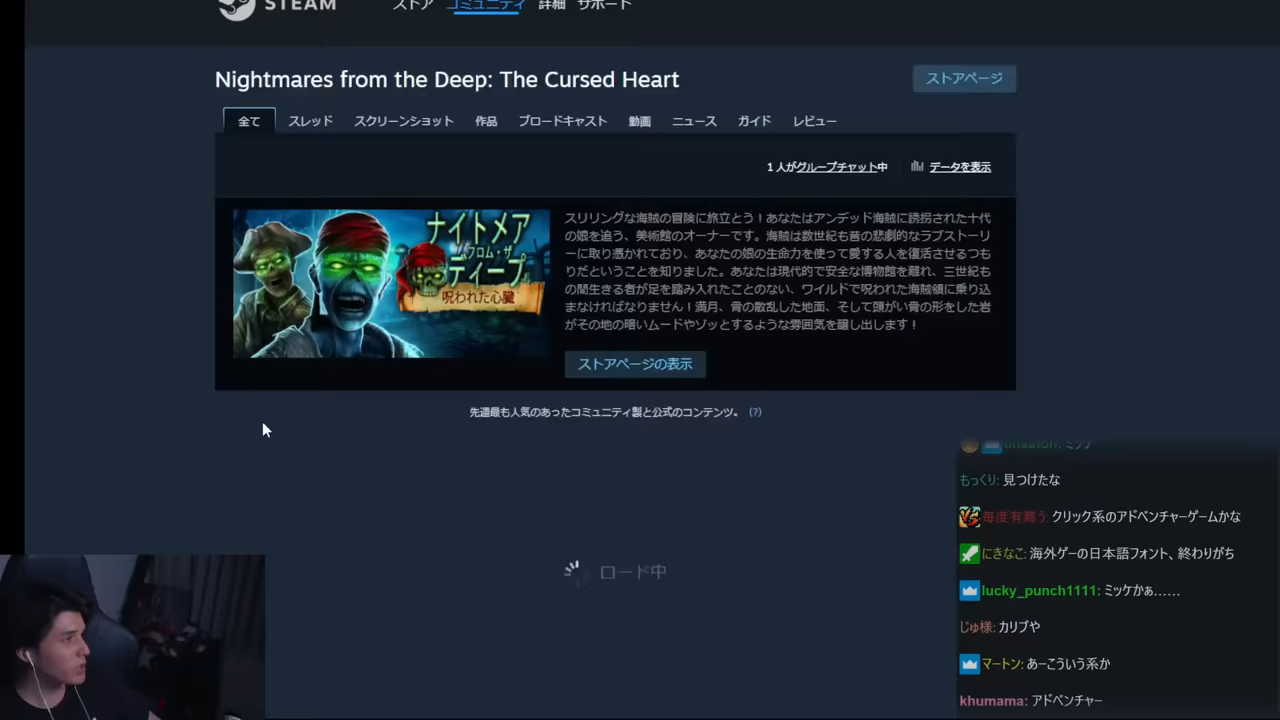 STEAM
ストア コミュニティ 詳細 サポート
Nightmares from the Deep: The Cursed Heart
ストアページ
全て スレッド スクリーンショット 作品 ブロードキャスト 動画 ニュース ガイド レビュー
1 人がグループチャット中 データを表示
ナイトメア
フロム・ザ
ディープ
呪われた心臓
スリリングな海賊の冒険に旅立とう！あなたはアンデッド海賊に誘拐された十代
の娘を追う、美術館のオーナーです。海賊は数世紀も昔の悲劇的なラブストーリ
ーに取り憑かれており、あなたの娘の生命力を使って愛する人を復活させるつも
りだということを知りました。あなたは現代的で安全な博物館を離れ、三世紀も
の間生きる者が足を踏み入れたことのない、ワイルドで呪われた海賊領に乗り込
まなければなりません！満月、骨の散乱した地面、そして頭がい骨の形をした岩
がその地の暗いムードやゾッとするような雰囲気を醸し出します！
ストアページの表示
先週最も人気のあったコミュニティ製と公式のコンテンツ。 (?)
ロード中
もっくり: 見つけたな
毎度有難う: クリック系のアドベンチャーゲームかな
にきなこ: 海外ゲーの日本語フォント、終わりがち
lucky_punch1111: ミッケかぁ……
じゅ様: カリブや
マートン: あーこういう系か
khumama: アドベンチャー